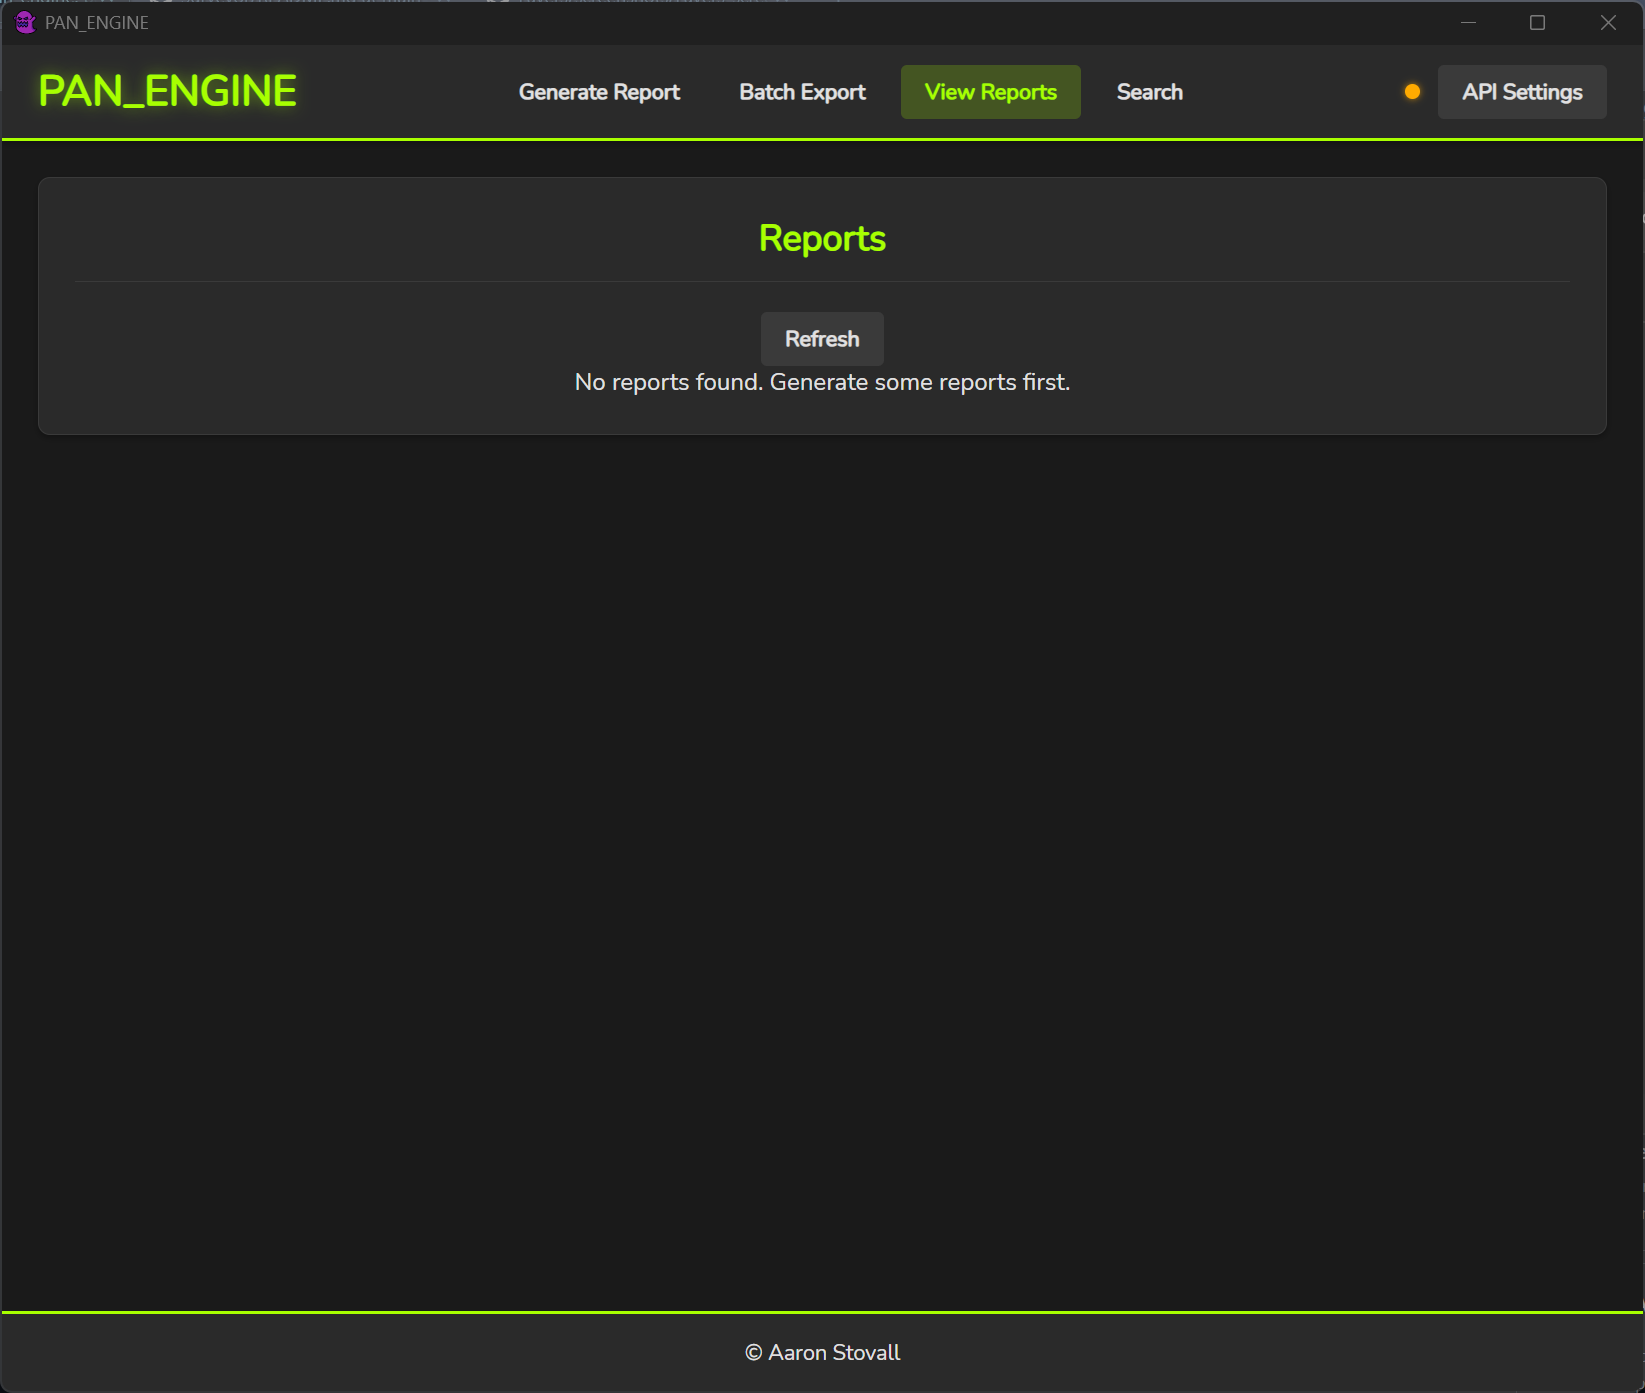 PAN_ENGINE
PAN_ENGINE
Generate Report
Batch Export
View Reports
Search
API Settings
Reports
Refresh
No reports found. Generate some reports first.
© Aaron Stovall